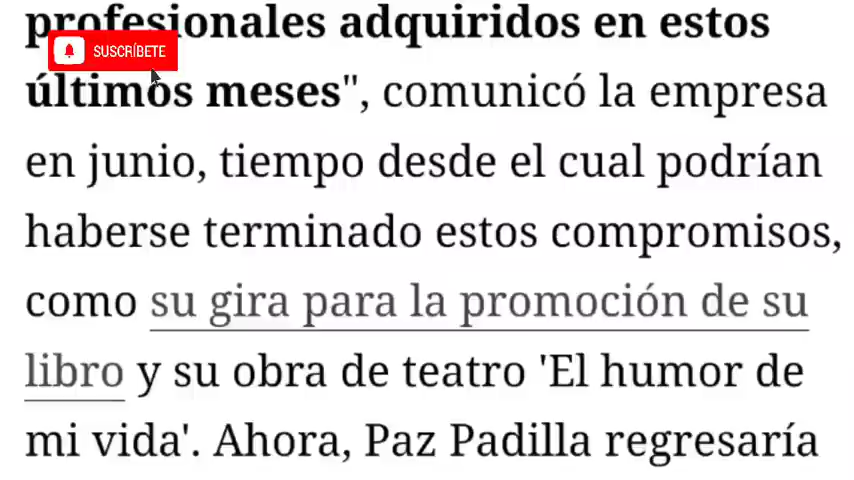 profesionales adquiridos en estos
SUSCRÍBETE
últimos meses", comunicó la empresa
en junio, tiempo desde el cual podrían
haberse terminado estos compromisos,
como su gira para la promoción de su
libro y su obra de teatro 'El humor de
mi vida'. Ahora, Paz Padilla regresaría